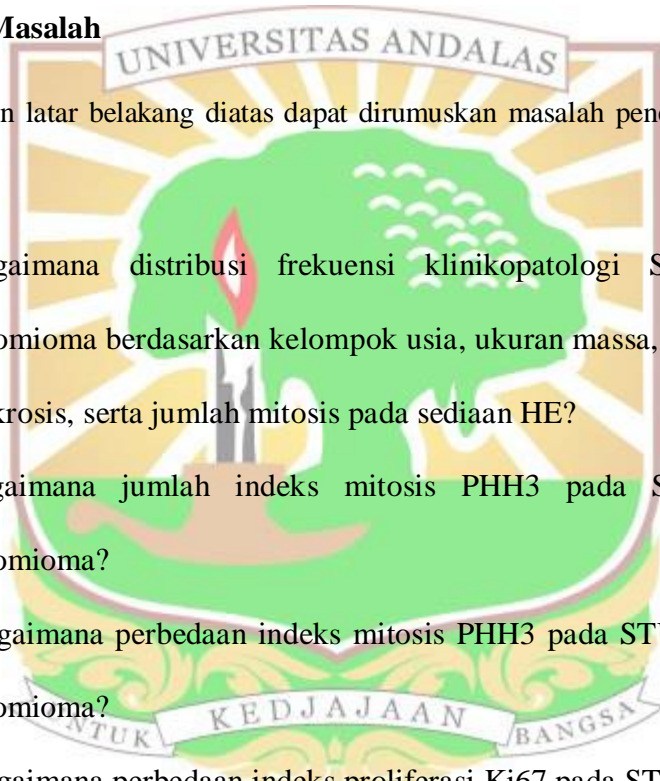 Masalah
UNIVERSITAS ANDALAS
n latar belakang diatas dapat dirumuskan masalah pene
gaimana distribusi frekuensi klinikopatologi S
omioma berdasarkan kelompok usia, ukuran massa,
krosis, serta jumlah mitosis pada sediaan HE?
gaimana jumlah indeks mitosis PHH3 pada S
omioma?
gaimana perbedaan indeks mitosis PHH3 pada ST
omioma?
UNTUK KEDJAJAAN BANGSA
gaimana perbedaan indeks proliferasi Ki67 pada ST